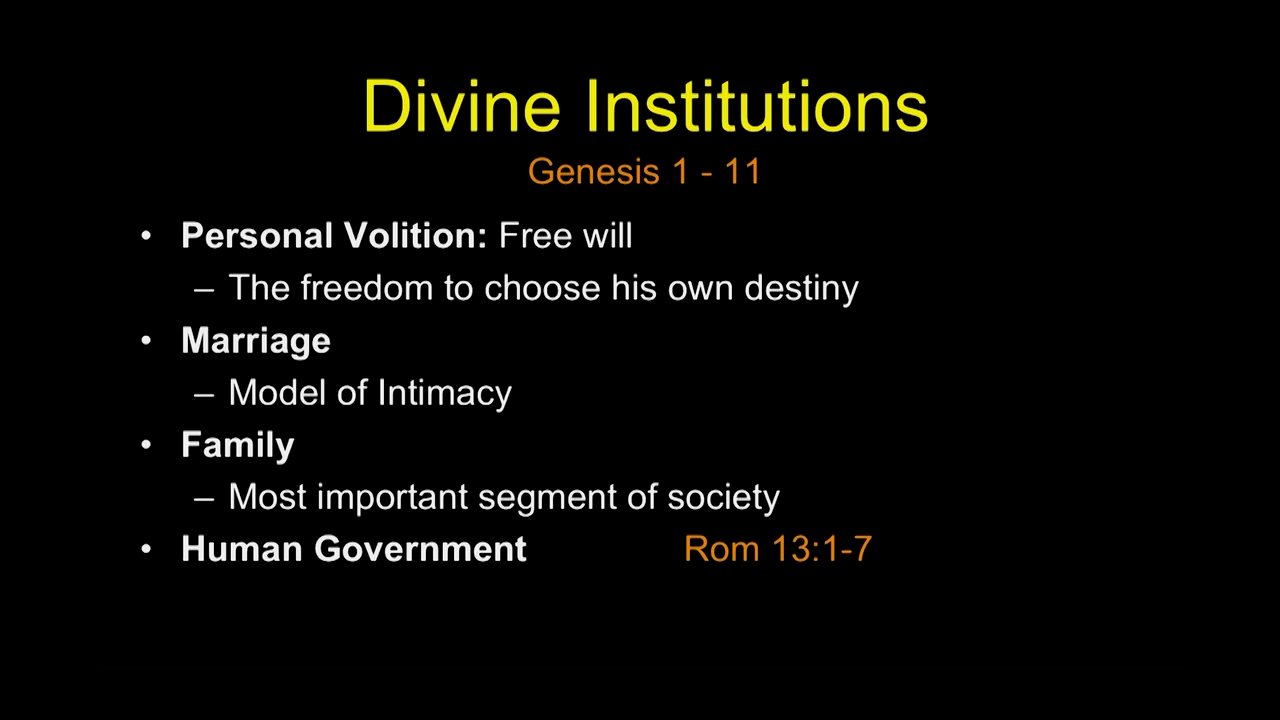 Divine Institutions
Genesis 1 - 11
• Personal Volition: Free will
– The freedom to choose his own destiny
• Marriage
– Model of Intimacy
• Family
– Most important segment of society
• Human Government Rom 13:1-7